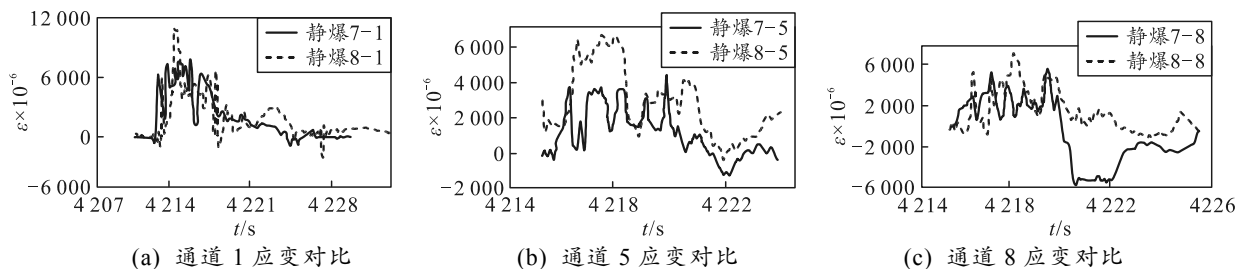 12 000
6 000
0
−6 000
4 207
4 214
4 221
4 228
ε×10⁻⁶
t/s
静爆7−1
静爆8−1
(a) 通道 1 应变对比
6 000
4 000
2 000
0
−2 000
4 214
4 218
4 222
ε×10⁻⁶
t/s
静爆7−5
静爆8−5
(b) 通道 5 应变对比
6 000
2 000
−2 000
−6 000
4 214
4 218
4 222
4 226
ε×10⁻⁶
t/s
静爆7−8
静爆8−8
(c) 通道 8 应变对比